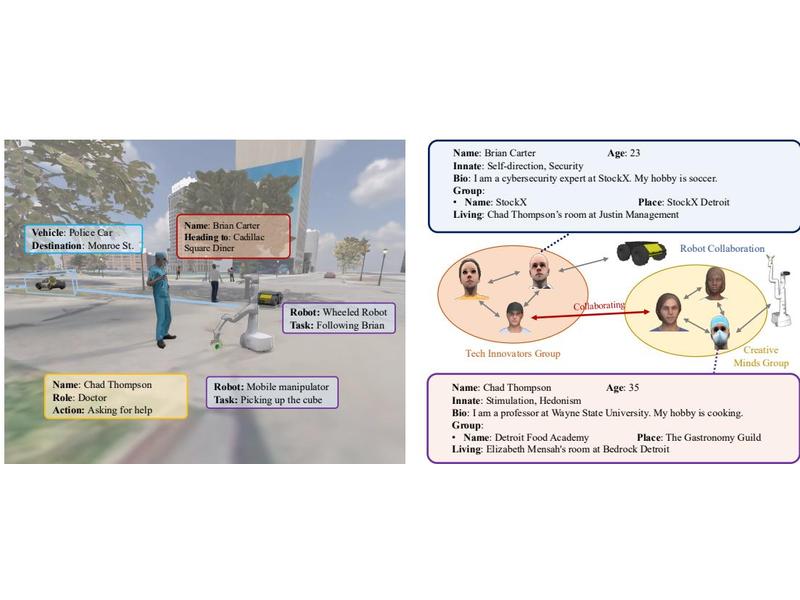 Vehicle: Police Car
Destination: Monroe St.
Name: Brian Carter
Heading to: Cadillac
Square Diner
Robot: Wheeled Robot
Task: Following Brian
Name: Chad Thompson
Role: Doctor
Action: Asking for help
Robot: Mobile manipulator
Task: Picking up the cube
Name: Brian Carter Age: 23
Innate: Self-direction, Security
Bio: I am a cybersecurity expert at StockX. My hobby is soccer.
Group:
• Name: StockX Place: StockX Detroit
Living: Chad Thompson's room at Justin Management
Robot Collaboration
Collaborating
Tech Innovators Group
Creative
Minds Group
Name: Chad Thompson Age: 35
Innate: Stimulation, Hedonism
Bio: I am a professor at Wayne State University. My hobby is cooking.
Group:
• Name: Detroit Food Academy Place: The Gastronomy Guild
Living: Elizabeth Mensah's room at Bedrock Detroit